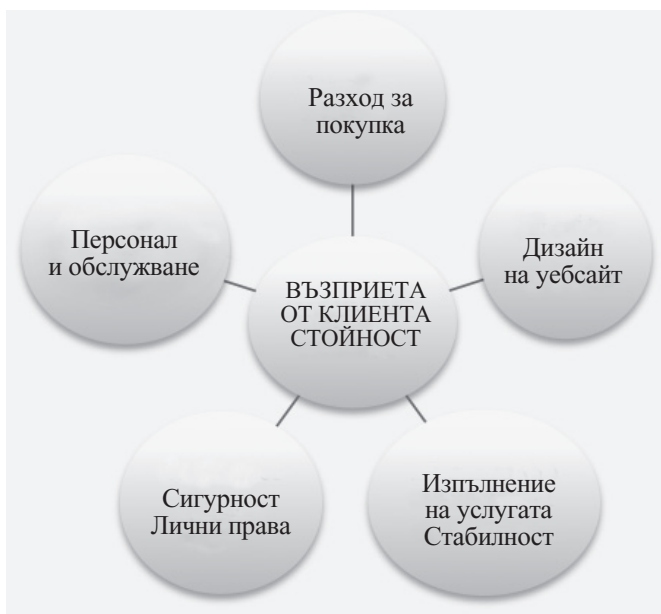 Разход за
покупка
Персонал
и обслужване
Дизайн
на уебсайт
ВЪЗПРИЕТА
ОТ КЛИЕНТА
СТОЙНОСТ
Сигурност
Лични права
Изпълнение
на услугата
Стабилност